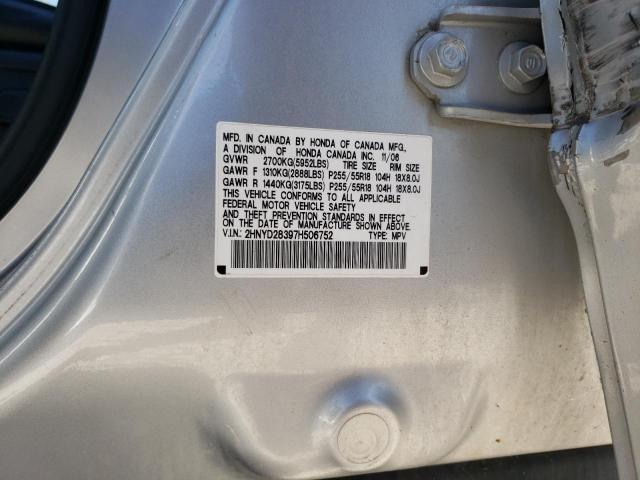 MFD. IN CANADA BY HONDA OF CANADA MFG.,
A DIVISION OF HONDA CANADA INC. 11/06
GVWR 2700KG(5952LBS) TIRE SIZE RIM SIZE
GAWR F 1310KG(2888LBS) P255/55R18 104H 18X8.0J
GAWR R 1440KG(3175LBS) P255/55R18 104H 18X8.0J
THIS VEHICLE CONFORMS TO ALL APPLICABLE
FEDERAL MOTOR VEHICLE SAFETY
AND THEFT PREVENTION STANDARDS IN EFFECT
ON THE DATE OF MANUFACTURE SHOWN ABOVE.
V.I.N.: 2HNYD28397H506752 TYPE: MPV